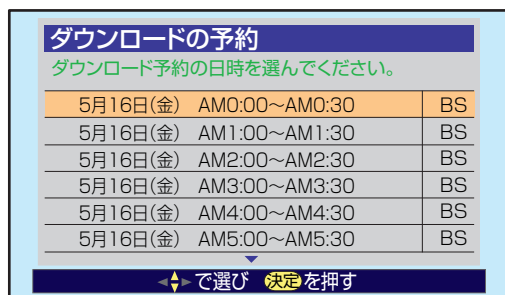 ダウンロードの予約
ダウンロード予約の日時を選んでください。
5月16日(金) AM0:00~AM0:30 BS
5月16日(金) AM1:00~AM1:30 BS
5月16日(金) AM2:00~AM2:30 BS
5月16日(金) AM3:00~AM3:30 BS
5月16日(金) AM4:00~AM4:30 BS
5月16日(金) AM5:00~AM5:30 BS
で選び 決定を押す